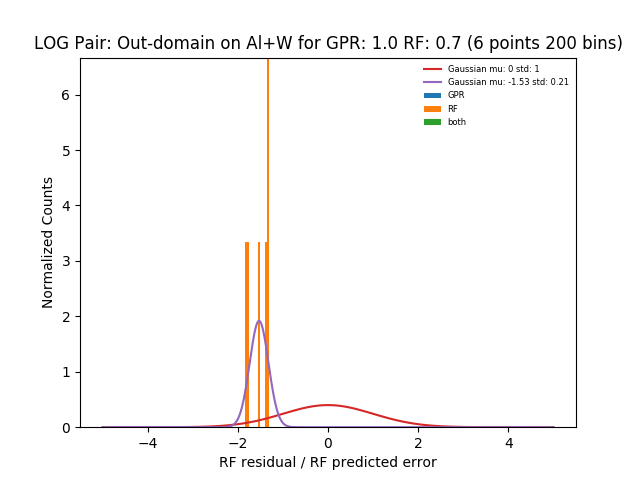 LOG Pair: Out-domain on Al+W for GPR: 1.0 RF: 0.7 (6 points 200 bins)
Gaussian mu: 0 std: 1
Gaussian mu: -1.53 std: 0.21
GPR
RF
both
Normalized Counts
6
5
4
3
2
1
0
−4
−2
0
2
4
RF residual / RF predicted error